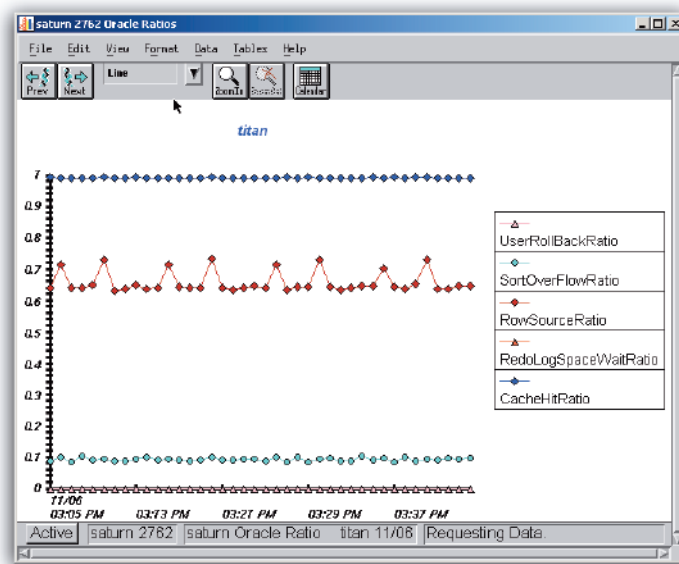 saturn 2762 Oracle Ratios
File Edit View Format Data Tables Help
Prev Next Line ZoomIn Calendar
titan
1
0.9
0.8
0.7
0.6
0.5
0.4
0.3
0.2
0.1
0
11/06
03:05 PM 03:13 PM 03:21 PM 03:29 PM 03:37 PM
UserRollBackRatio
SortOverFlowRatio
RowSourceRatio
RedoLogSpaceWaitRatio
CacheHitRatio
Active saturn 2762 saturn Oracle Ratio titan 11/06 Requesting Data.